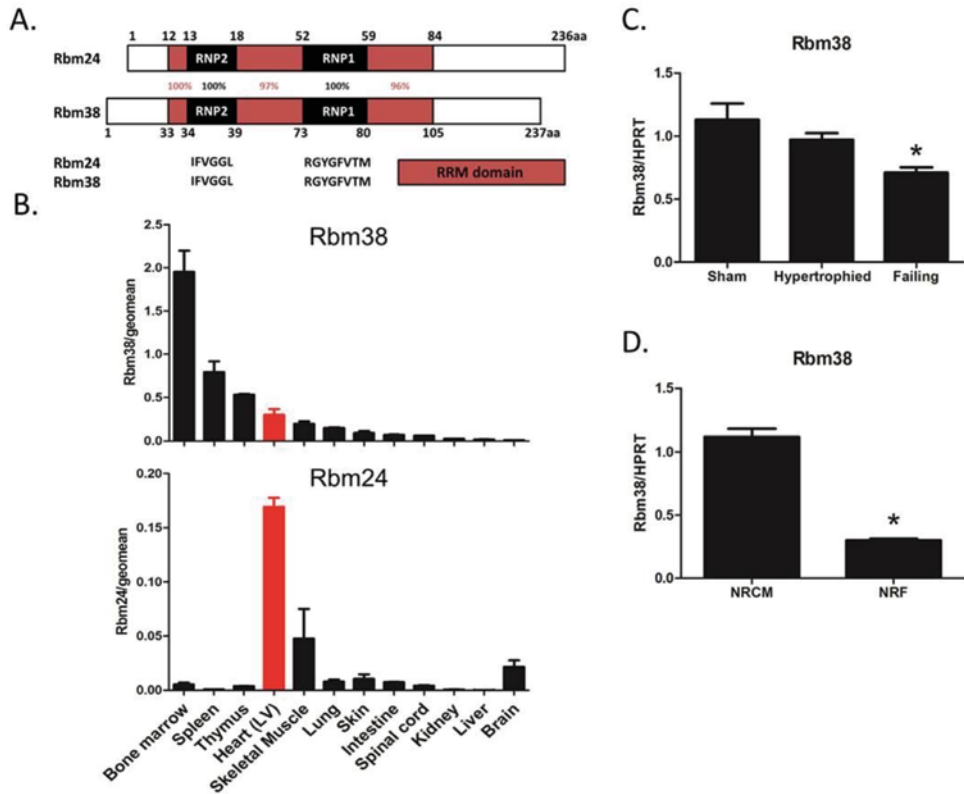 A.
1 12 13 18 52 59 84 236aa
Rbm24 RNP2 RNP1
100% 100% 97% 100% 96%
Rbm38 RNP2 RNP1
1 33 34 39 73 80 105 237aa
Rbm24 IFVGGL RGYGFVTM
Rbm38 IFVGGL RGYGFVTM
RRM domain
B.
Rbm38
Rbm38/geomean
2.5
2.0
1.5
1.0
0.5
0.0
Rbm24
Rbm24/geomean
0.20
0.15
0.10
0.05
0.00
Bone marrow
Spleen
Thymus
Heart (LV)
Skeletal Muscle
Lung
Skin
Intestine
Spinal cord
Kidney
Liver
Brain
C.
Rbm38
Rbm38/HPRT
1.5
1.0
0.5
0.0
*
Sham Hypertrophied Failing
D.
Rbm38
Rbm38/HPRT
1.5
1.0
0.5
0.0
*
NRCM NRF